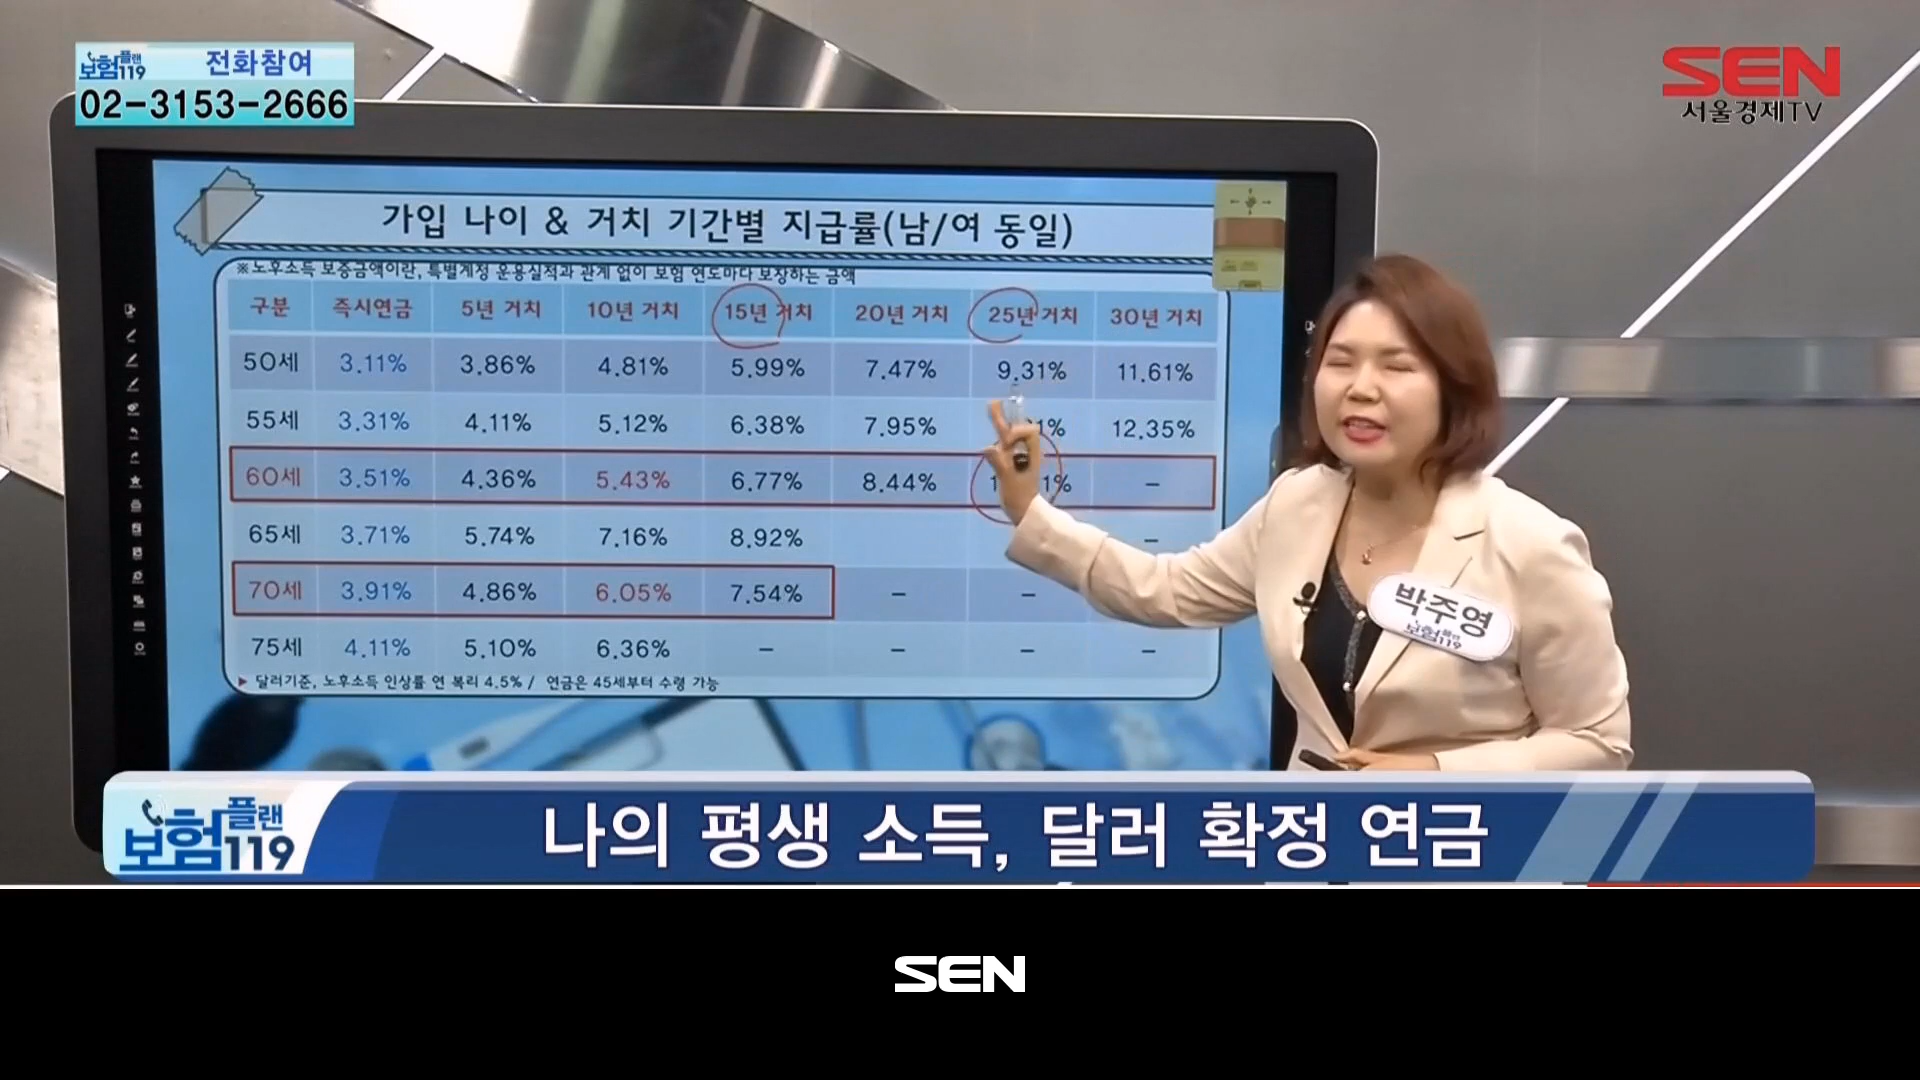 보험플랜119 전화참여
02-3153-2666
SEN
서울경제TV
가입 나이 & 거치 기간별 지급률(남/여 동일)
※노후소득 보증금액이란, 특별계정 운용실적과 관계 없이 보험 연도마다 보장하는 금액
구분 즉시연금 5년 거치 10년 거치 15년 거치 20년 거치 25년 거치 30년 거치
50세 3.11% 3.86% 4.81% 5.99% 7.47% 9.31% 11.61%
55세 3.31% 4.11% 5.12% 6.38% 7.95% 12.35%
60세 3.51% 4.36% 5.43% 6.77% 8.44% –
65세 3.71% 5.74% 7.16% 8.92% –
70세 3.91% 4.86% 6.05% 7.54% – –
75세 4.11% 5.10% 6.36% – – – –
▶ 달러기준, 노후소득 인상률 연 복리 4.5% / 연금은 45세부터 수령 가능
박주영
보험플랜119
보험플랜119
나의 평생 소득, 달러 확정 연금
SEN